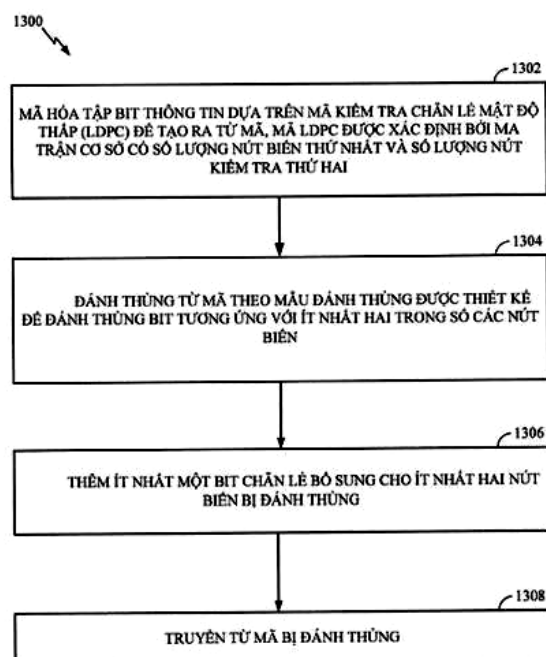 1300
1302
MÃ HÓA TẬP BIT THÔNG TIN DỰA TRÊN MÃ KIỂM TRA CHẴN LẺ MẬT ĐỘ
THẤP (LDPC) ĐỂ TẠO RA TỪ MÃ, MÃ LDPC ĐƯỢC XÁC ĐỊNH BỞI MA
TRẬN CƠ SỞ CÓ SỐ LƯỢNG NÚT BIẾN THỨ NHẤT VÀ SỐ LƯỢNG NÚT
KIỂM TRA THỨ HAI
1304
ĐÁNH THỦNG TỪ MÃ THEO MẪU ĐÁNH THỦNG ĐƯỢC THIẾT KẾ
ĐỂ ĐÁNH THỦNG BIT TƯƠNG ỨNG VỚI ÍT NHẤT HAI TRONG SỐ CÁC NÚT
BIẾN
1306
THÊM ÍT NHẤT MỘT BIT CHẴN LẺ BỔ SUNG CHO ÍT NHẤT HAI NÚT
BIẾN BỊ ĐÁNH THỦNG
1308
TRUYỀN TỪ MÃ BỊ ĐÁNH THỦNG